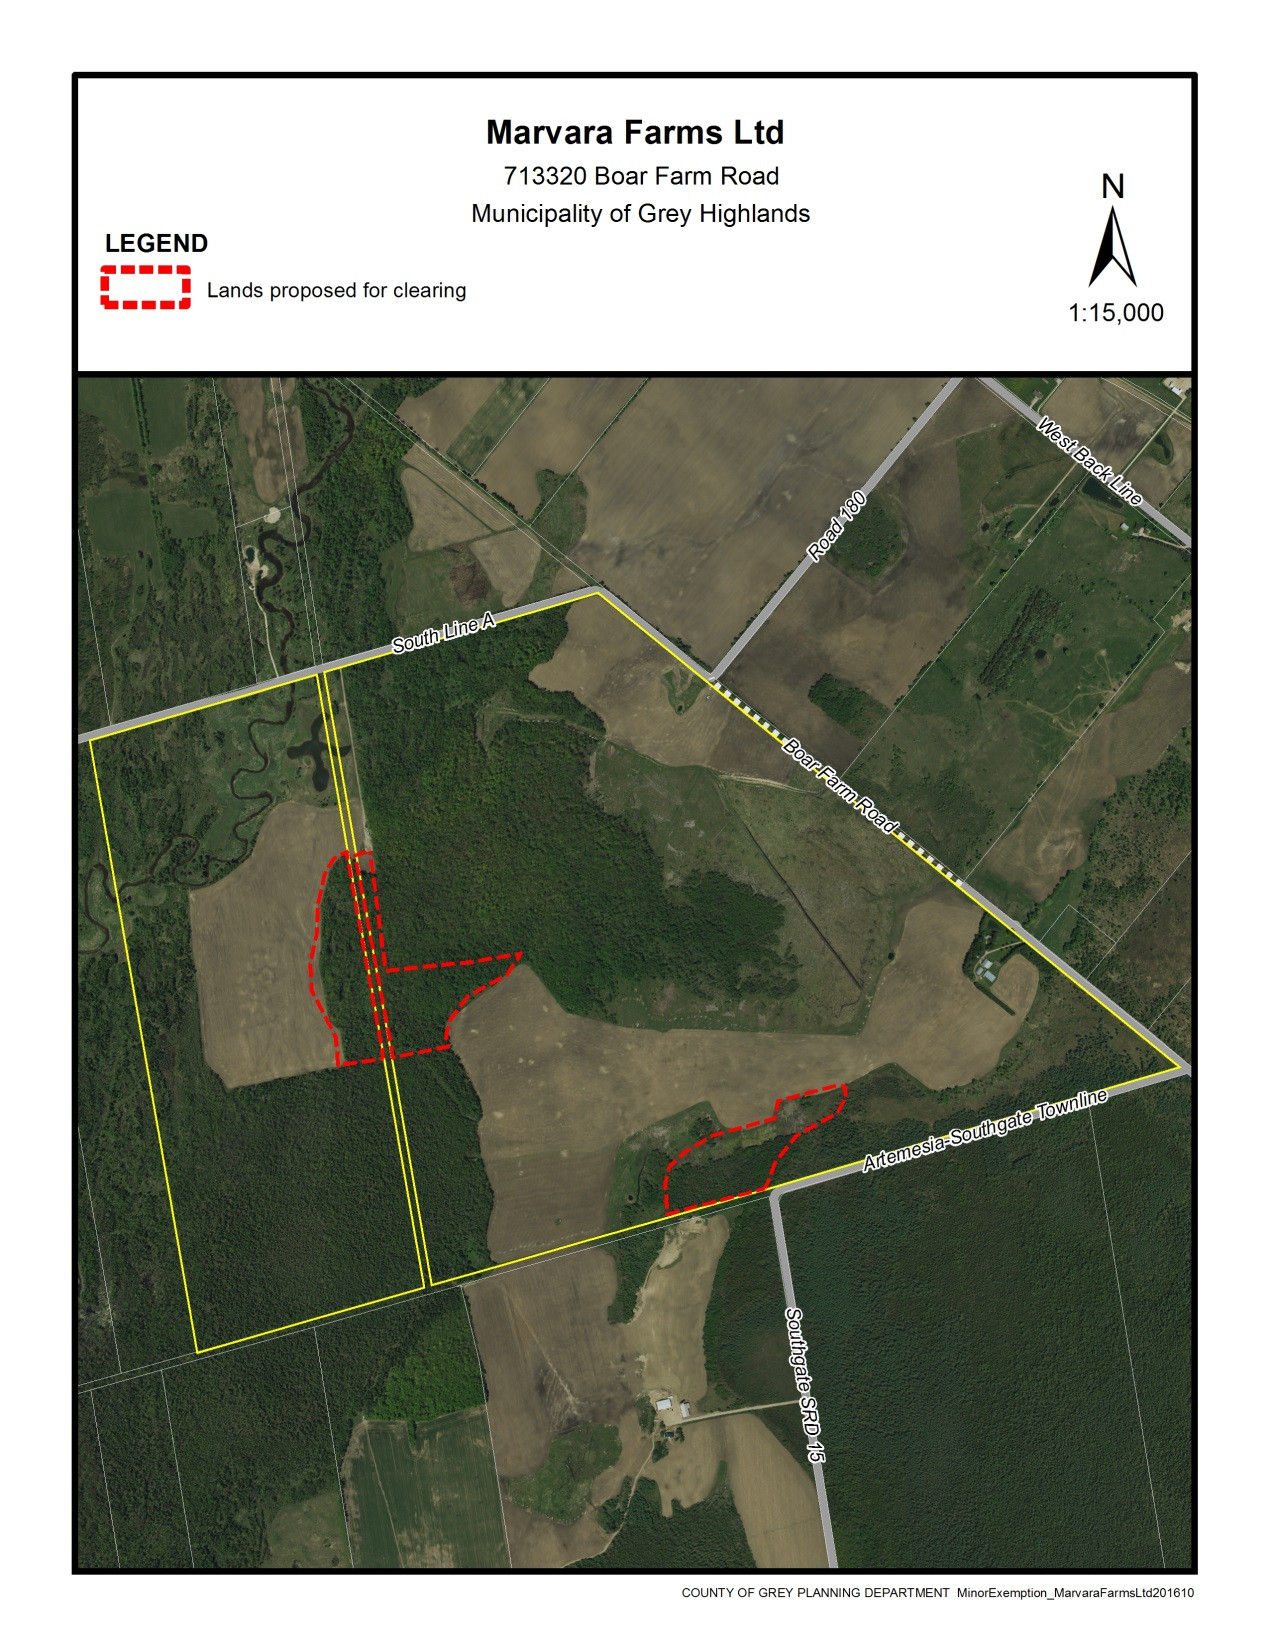 Marvara Farms Ltd
713320 Boar Farm Road
Municipality of Grey Highlands
N
1:15,000
LEGEND
Lands proposed for clearing
West Back Line
Road 180
South Line A
Boar Farm Road
Artemesia-Southgate Townline
Southgate SRD 15
COUNTY OF GREY PLANNING DEPARTMENT MinorExemption_MarvaraFarmsLtd201610